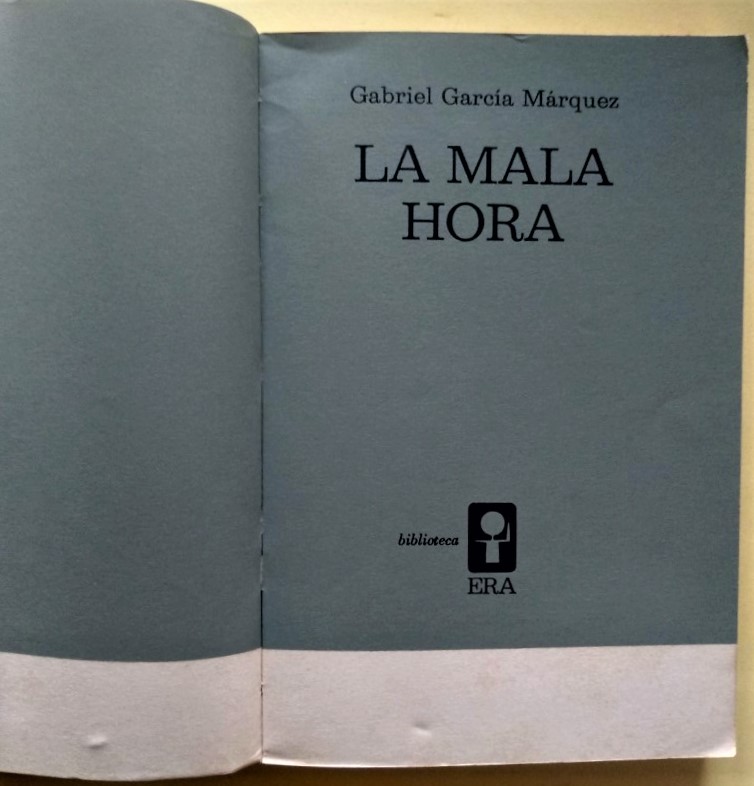 Gabriel García Márquez
LA MALA
HORA
biblioteca
ERA